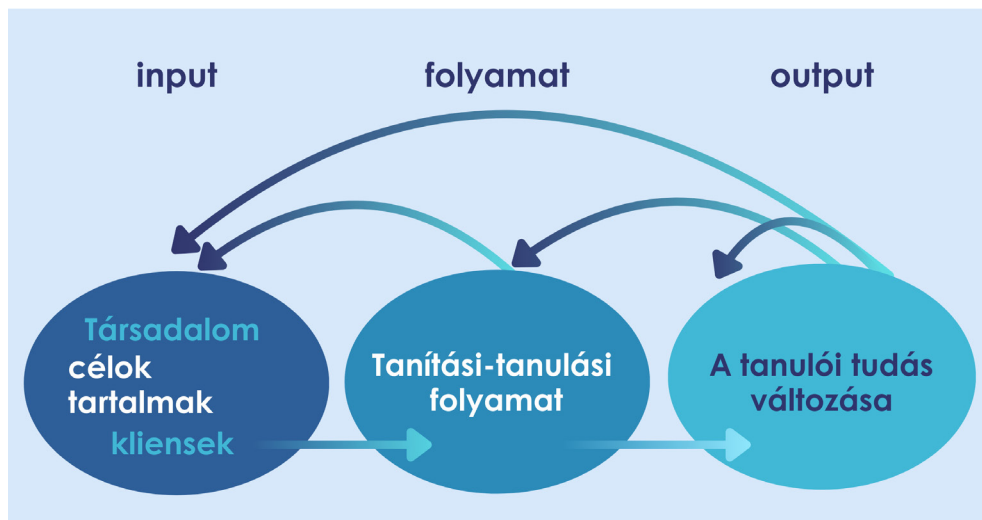 input
folyamat
output
Társadalom
célok
tartalmak
kliensek
Tanítási-tanulási
folyamat
A tanulói tudás
változása